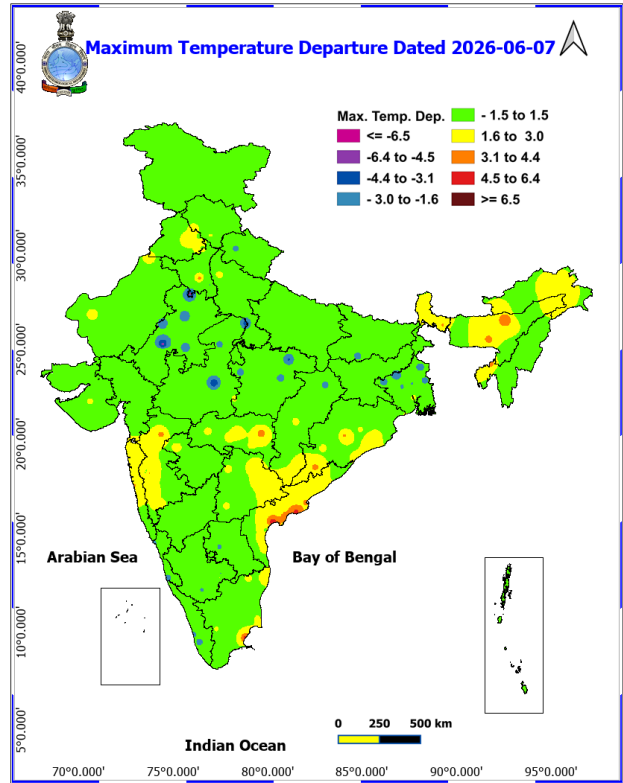 Maximum Temperature Departure Dated 2026-06-07
Max. Temp. Dep.
<= -6.5
-6.4 to -4.5
-4.4 to -3.1
- 3.0 to -1.6
- 1.5 to 1.5
1.6 to 3.0
3.1 to 4.4
4.5 to 6.4
>= 6.5
40°0.000'
35°0.000'
30°0.000'
25°0.000'
20°0.000'
15°0.000'
10°0.000'
5°0.000'
Arabian Sea
Bay of Bengal
Indian Ocean
0 250 500 km
70°0.000' 75°0.000' 80°0.000' 85°0.000' 90°0.000' 95°0.000'